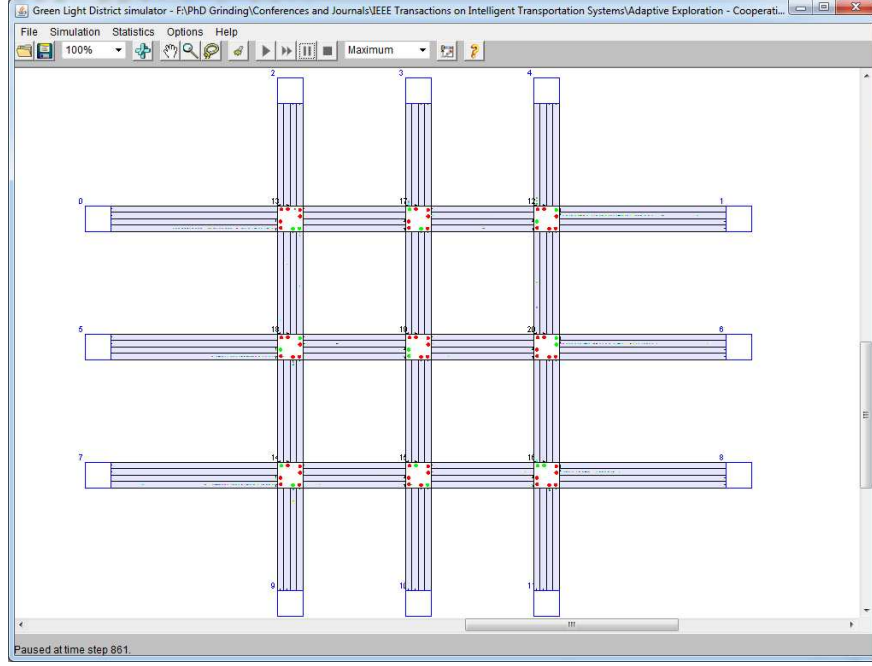 Green Light District simulator - F:\PhD Grinding\Conferences and Journals\IEEE Transactions on Intelligent Transportation Systems\Adaptive Exploration - Cooperati...
File Simulation Statistics Options Help
100% Maximum
2 3 4
0 13 17 12 1
5 18 19 20 6
7 14 15 16 8
9 10 11
Paused at time step 861.